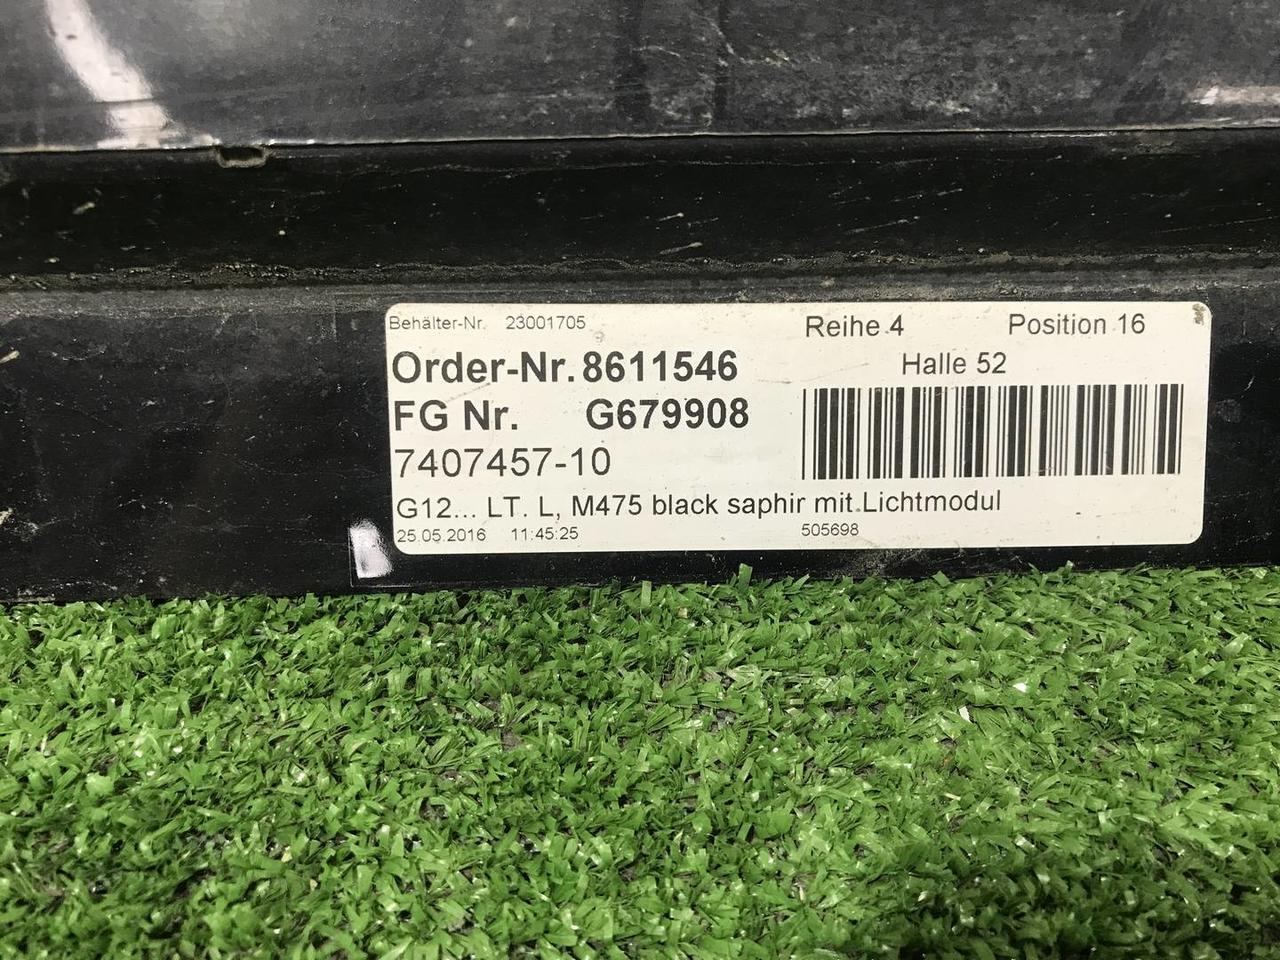 Behälter-Nr. 23001705 Reihe 4 Position 16
Halle 52
Order-Nr. 8611546
FG Nr. G679908
7407457-10
G12... LT. L, M475 black saphir mit Lichtmodul
25.05.2016 11:45:25 505698